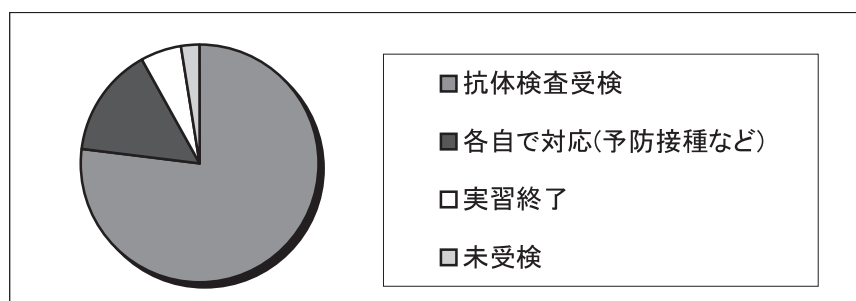 抗体検査受検
各自で対応(予防接種など)
実習終了
未受検